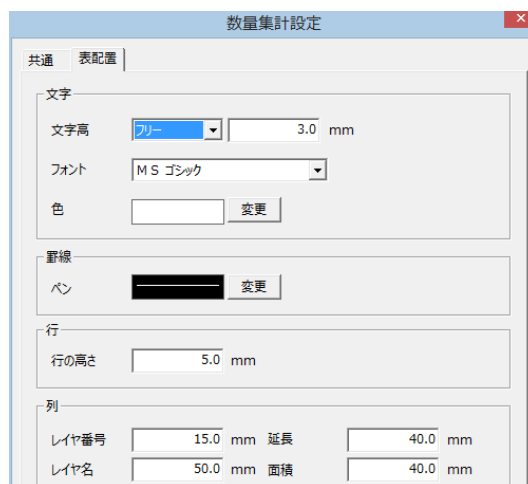 数量集計設定
共通 表配置
文字
文字高 フリー 3.0 mm
フォント MS ゴシック
色 変更
罫線
ペン 変更
行
行の高さ 5.0 mm
列
レイヤ番号 15.0 mm 延長 40.0 mm
レイヤ名 50.0 mm 面積 40.0 mm